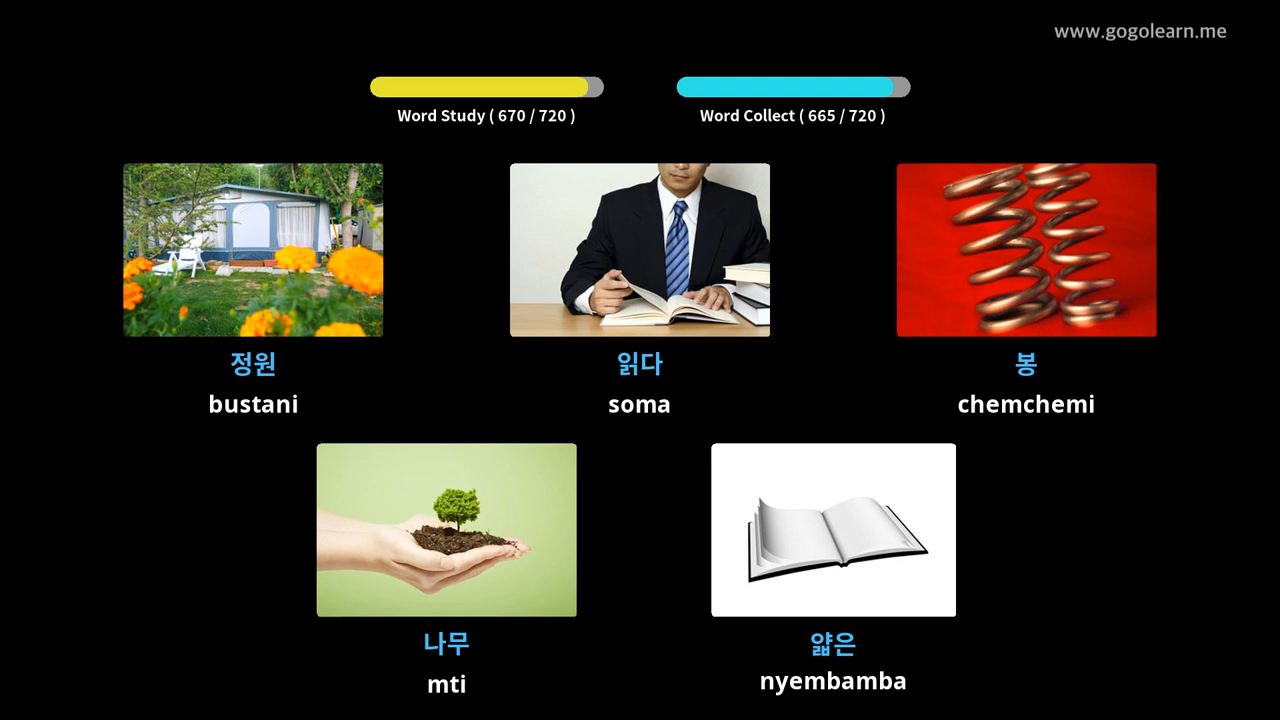 www.gogolearn.me
Word Study ( 670 / 720 )
Word Collect ( 665 / 720 )
정원
읽다
봉
bustani
soma
chemchemi
나무
얇은
mti
nyembamba